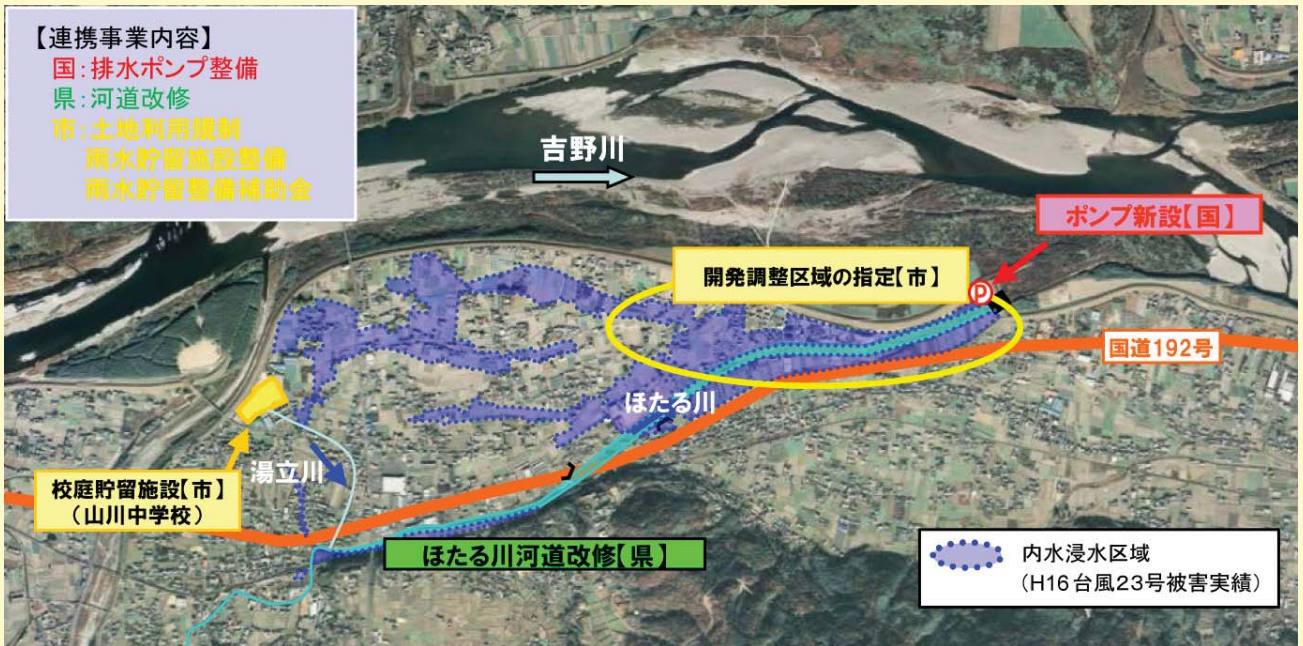 【連携事業内容】
国:排水ポンプ整備
県:河道改修
市:土地利用規制
雨水貯留施設整備
雨水貯留整備補助金
吉野川
ポンプ新設【国】
開発調整区域の指定【市】
P
国道192号
ほたる川
湯立川
校庭貯留施設【市】
(山川中学校)
ほたる川河道改修【県】
内水浸水区域
(H16台風23号被害実績)